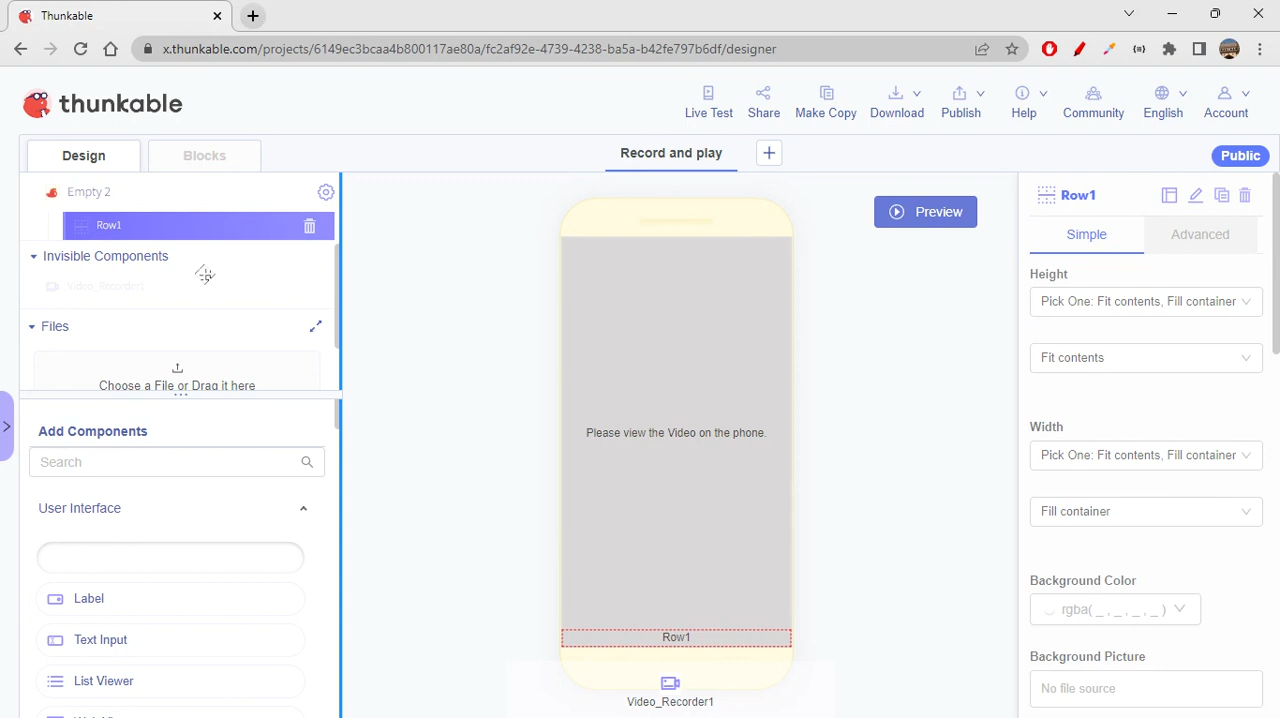 Thunkable
x.thunkable.com/projects/6149ec3bcaa4b800117ae80a/fc2af92e-4739-4238-ba5a-b42fe797b6df/designer
thunkable
Live Test
Share
Make Copy
Download
Publish
Help
Community
English
Account
Design
Blocks
Record and play
Public
Empty 2
Row1
Invisible Components
Video_Recorder1
Files
Choose a File or Drag it here
Add Components
Search
User Interface
Label
Text Input
List Viewer
Preview
Please view the Video on the phone.
Row1
Video_Recorder1
Row1
Simple
Advanced
Height
Pick One: Fit contents, Fill container
Fit contents
Width
Pick One: Fit contents, Fill container
Fill container
Background Color
rgba( _ , _ , _ , _ )
Background Picture
No file source